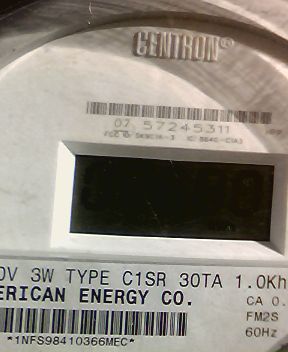 CENTRON®
07 57245311
0V 3W TYPE C1SR 30TA 1.0Kh
ERICAN ENERGY CO.
CA 0.
FM2S
*1NFS98410366MEC*
60Hz